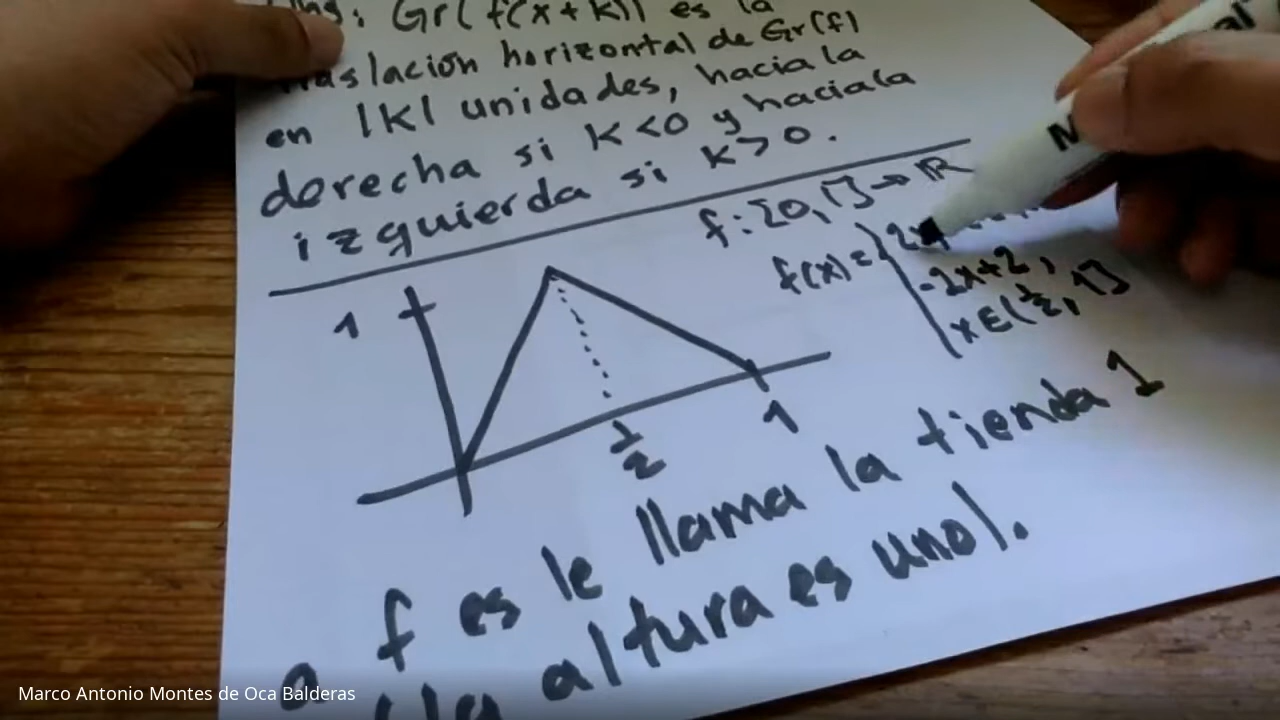 Gr(f(x+k)) es la
traslación horizontal de Gr(f)
en |k| unidades, hacia la
derecha si k<0 y hacia la
izquierda si k>0.
f:[0,1]→ℝ
f(x)={2x
-2x+2,
x∈(1/2,1]
1
1/2
1
a f es le llama la tienda 1
(la altura es uno).
Marco Antonio Montes de Oca Balderas